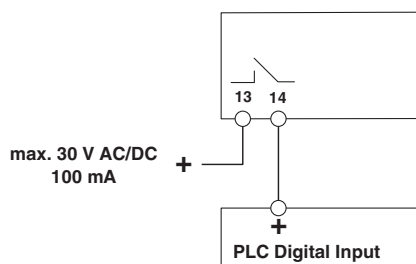 13 14
max. 30 V AC/DC +
100 mA
+
PLC Digital Input